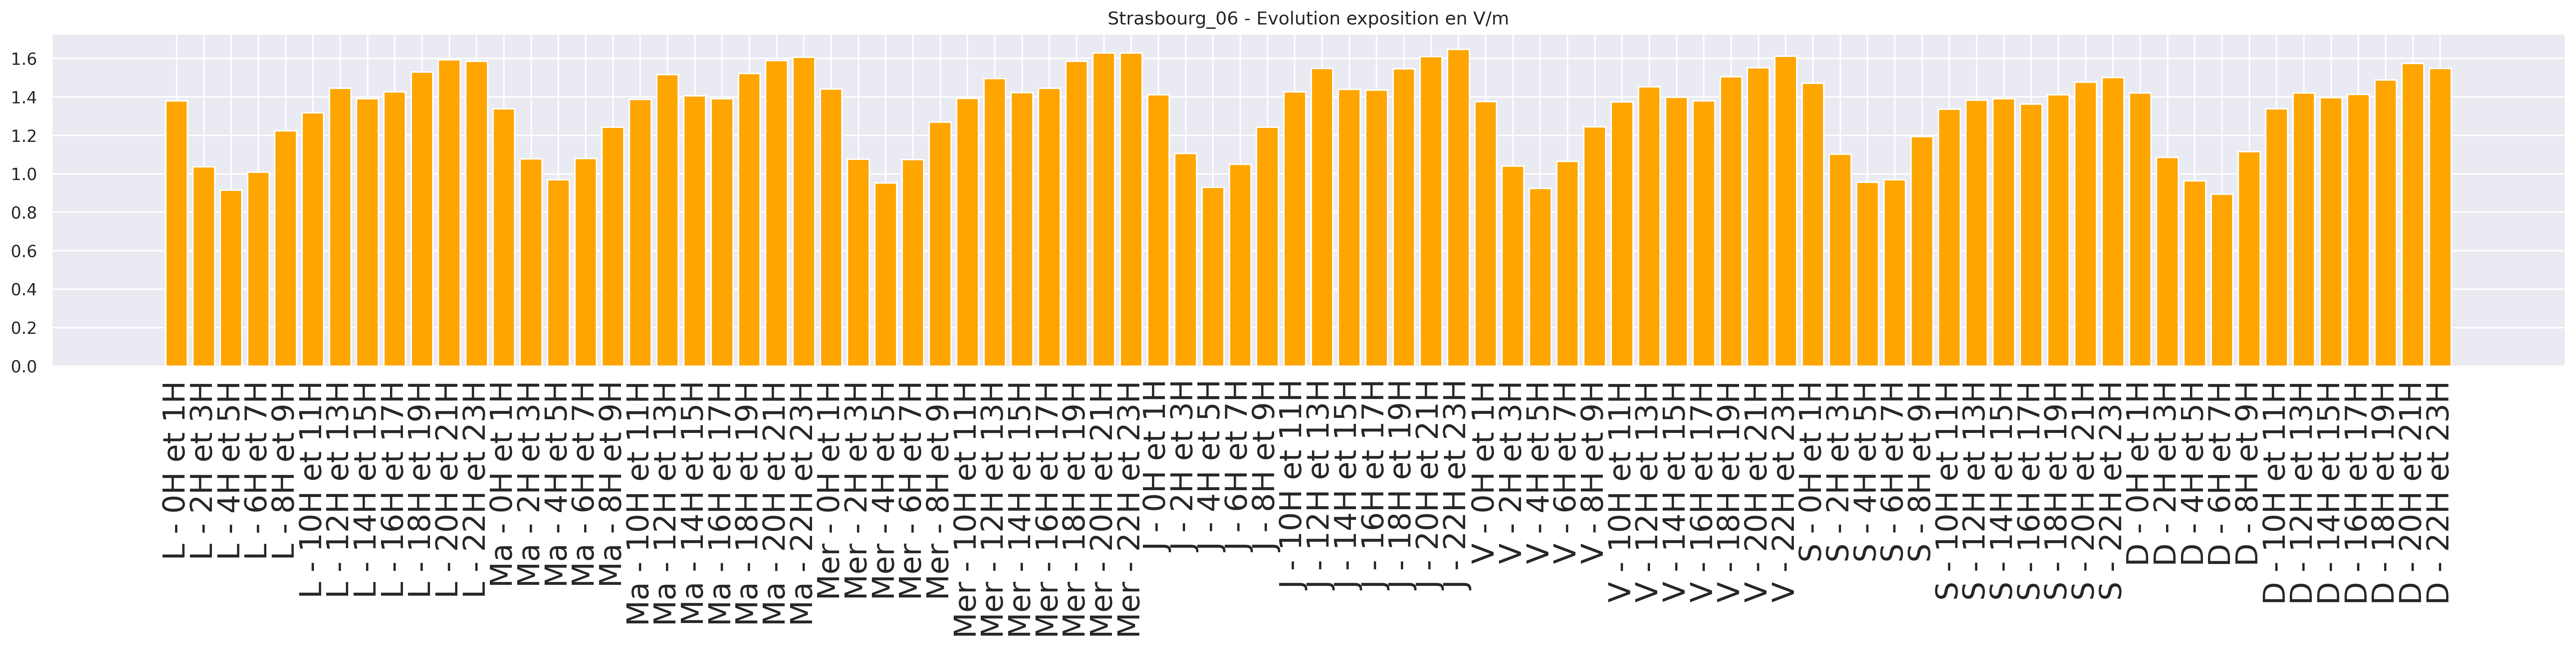 Strasbourg_06 - Evolution exposition en V/m
1.6
1.4
1.2
1.0
0.8
0.6
0.4
0.2
0.0
L - 0H et 1H
L - 2H et 3H
L - 4H et 5H
L - 6H et 7H
L - 8H et 9H
L - 10H et 11H
L - 12H et 13H
L - 14H et 15H
L - 16H et 17H
L - 18H et 19H
L - 20H et 21H
L - 22H et 23H
Ma - 0H et 1H
Ma - 2H et 3H
Ma - 4H et 5H
Ma - 6H et 7H
Ma - 8H et 9H
Ma - 10H et 11H
Ma - 12H et 13H
Ma - 14H et 15H
Ma - 16H et 17H
Ma - 18H et 19H
Ma - 20H et 21H
Ma - 22H et 23H
Mer - 0H et 1H
Mer - 2H et 3H
Mer - 4H et 5H
Mer - 6H et 7H
Mer - 8H et 9H
Mer - 10H et 11H
Mer - 12H et 13H
Mer - 14H et 15H
Mer - 16H et 17H
Mer - 18H et 19H
Mer - 20H et 21H
Mer - 22H et 23H
J - 0H et 1H
J - 2H et 3H
J - 4H et 5H
J - 6H et 7H
J - 8H et 9H
J - 10H et 11H
J - 12H et 13H
J - 14H et 15H
J - 16H et 17H
J - 18H et 19H
J - 20H et 21H
J - 22H et 23H
V - 0H et 1H
V - 2H et 3H
V - 4H et 5H
V - 6H et 7H
V - 8H et 9H
V - 10H et 11H
V - 12H et 13H
V - 14H et 15H
V - 16H et 17H
V - 18H et 19H
V - 20H et 21H
V - 22H et 23H
S - 0H et 1H
S - 2H et 3H
S - 4H et 5H
S - 6H et 7H
S - 8H et 9H
S - 10H et 11H
S - 12H et 13H
S - 14H et 15H
S - 16H et 17H
S - 18H et 19H
S - 20H et 21H
S - 22H et 23H
D - 0H et 1H
D - 2H et 3H
D - 4H et 5H
D - 6H et 7H
D - 8H et 9H
D - 10H et 11H
D - 12H et 13H
D - 14H et 15H
D - 16H et 17H
D - 18H et 19H
D - 20H et 21H
D - 22H et 23H